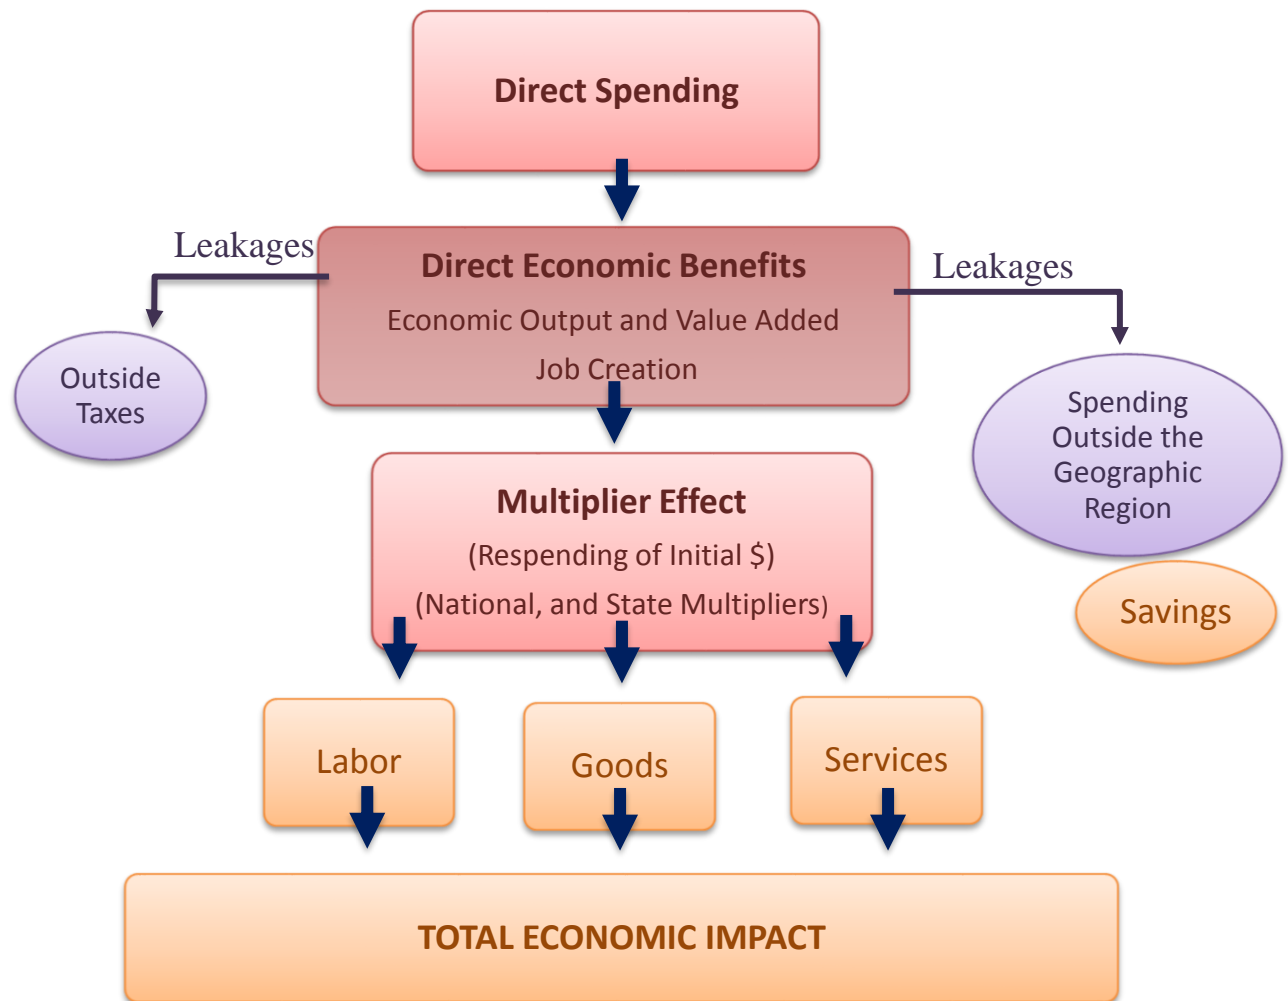 Direct Spending
Leakages
Direct Economic Benefits
Economic Output and Value Added
Job Creation
Leakages
Outside
Taxes
Spending
Outside the
Geographic
Region
Savings
Multiplier Effect
(Respending of Initial $)
(National, and State Multipliers)
Labor
Goods
Services
TOTAL ECONOMIC IMPACT